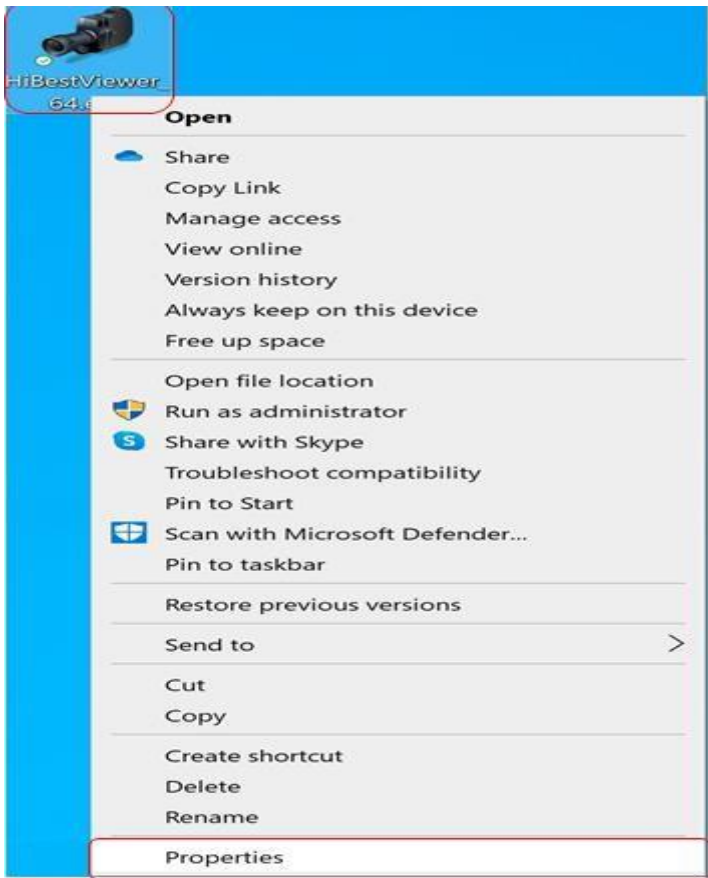 HiBestViewer_
64.e
Open
Share
Copy Link
Manage access
View online
Version history
Always keep on this device
Free up space
Open file location
Run as administrator
S
Share with Skype
Troubleshoot compatibility
Pin to Start
Scan with Microsoft Defender...
Pin to taskbar
Restore previous versions
Send to
Cut
Copy
Create shortcut
Delete
Rename
Properties